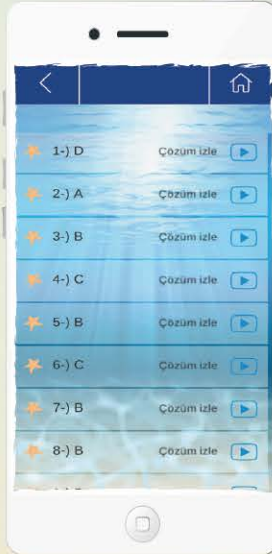 1-) D Çözüm izle
2-) A Çözüm izle
3-) B Çözüm izle
4-) C Çözüm izle
5-) B Çözüm izle
6-) C Çözüm izle
7-) B Çözüm izle
8-) B Çözüm izle